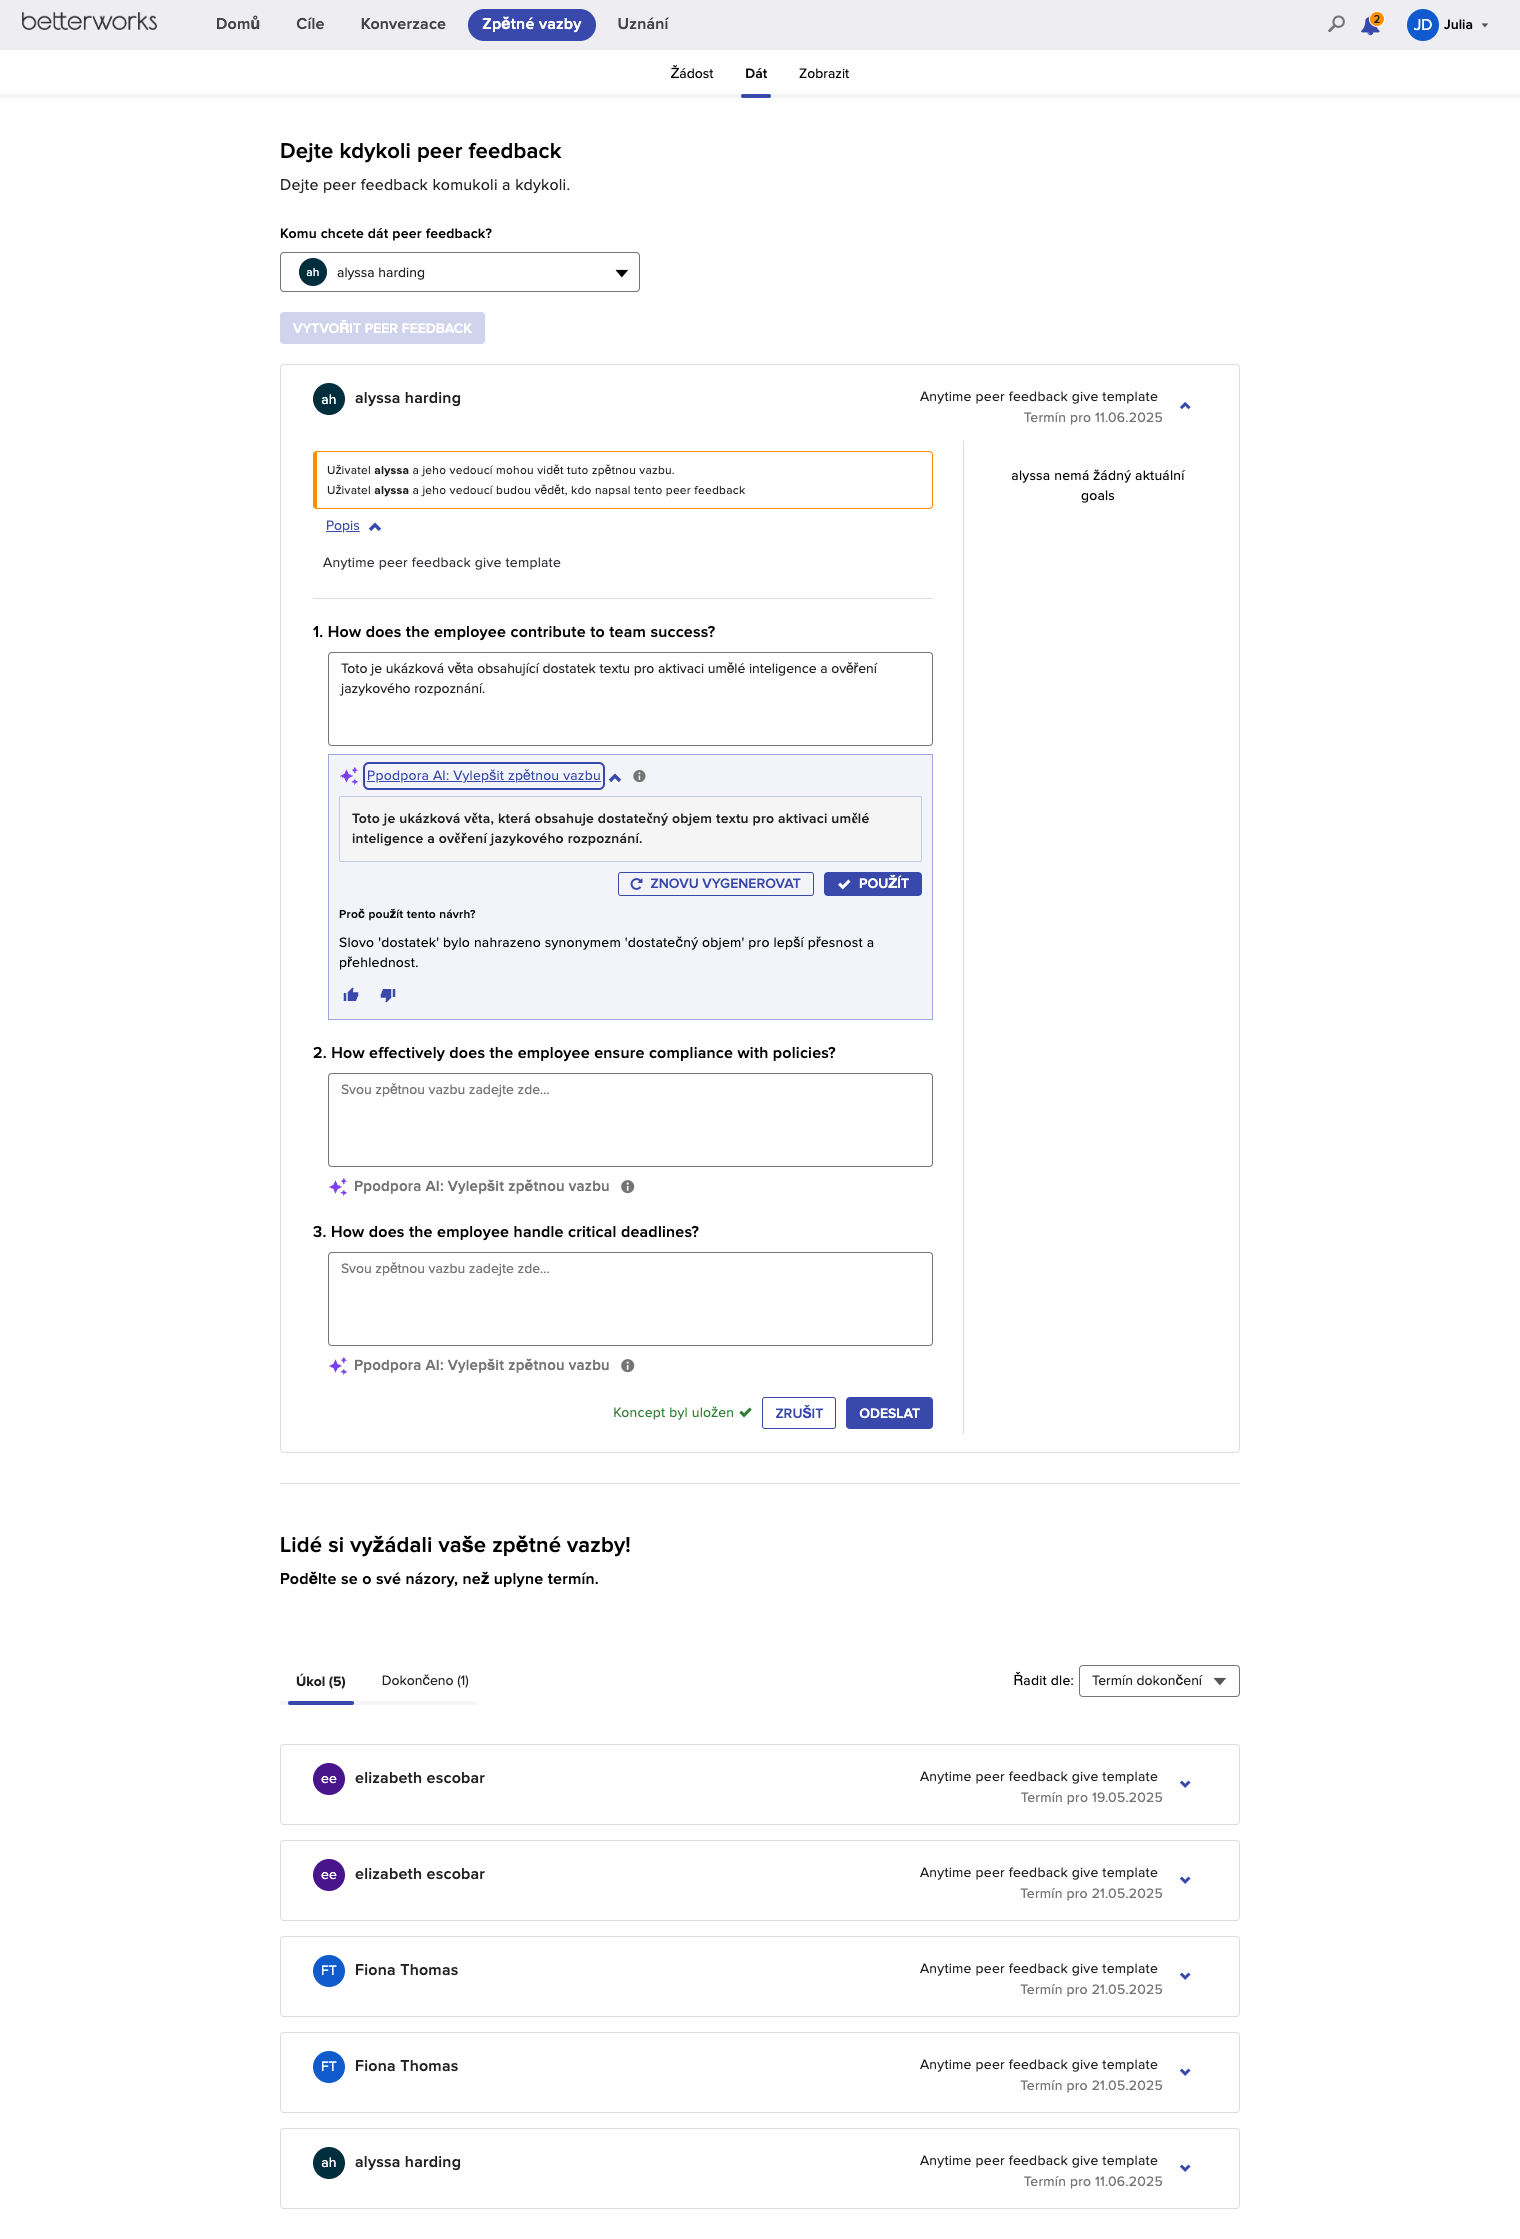 betterworks
Domů
Cíle
Konverzace
Zpětné vazby
Uznání
2
JD
Julia
Žádost
Dát
Zobrazit
Dejte kdykoli peer feedback
Dejte peer feedback komukoli a kdykoli.
Komu chcete dát peer feedback?
ah alyssa harding
VYTVOŘIT PEER FEEDBACK
ah alyssa harding
Anytime peer feedback give template
Termín pro 11.06.2025
Uživatel alyssa a jeho vedoucí mohou vidět tuto zpětnou vazbu.
Uživatel alyssa a jeho vedoucí budou vědět, kdo napsal tento peer feedback
alyssa nemá žádný aktuální
goals
Popis
Anytime peer feedback give template
1. How does the employee contribute to team success?
Toto je ukázková věta obsahující dostatek textu pro aktivaci umělé inteligence a ověření
jazykového rozpoznání.
Ppodpora AI: Vylepšit zpětnou vazbu
Toto je ukázková věta, která obsahuje dostatečný objem textu pro aktivaci umělé
inteligence a ověření jazykového rozpoznání.
ZNOVU VYGENEROVAT
POUŽÍT
Proč použít tento návrh?
Slovo 'dostatek' bylo nahrazeno synonymem 'dostatečný objem' pro lepší přesnost a
přehlednost.
2. How effectively does the employee ensure compliance with policies?
Svou zpětnou vazbu zadejte zde...
Ppodpora AI: Vylepšit zpětnou vazbu
3. How does the employee handle critical deadlines?
Svou zpětnou vazbu zadejte zde...
Ppodpora AI: Vylepšit zpětnou vazbu
Koncept byl uložen
ZRUŠIT
ODESLAT
Lidé si vyžádali vaše zpětné vazby!
Podělte se o své názory, než uplyne termín.
Úkol (5)
Dokončeno (1)
Řadit dle:
Termín dokončení
ee elizabeth escobar
Anytime peer feedback give template
Termín pro 19.05.2025
ee elizabeth escobar
Anytime peer feedback give template
Termín pro 21.05.2025
FT Fiona Thomas
Anytime peer feedback give template
Termín pro 21.05.2025
FT Fiona Thomas
Anytime peer feedback give template
Termín pro 21.05.2025
ah alyssa harding
Anytime peer feedback give template
Termín pro 11.06.2025